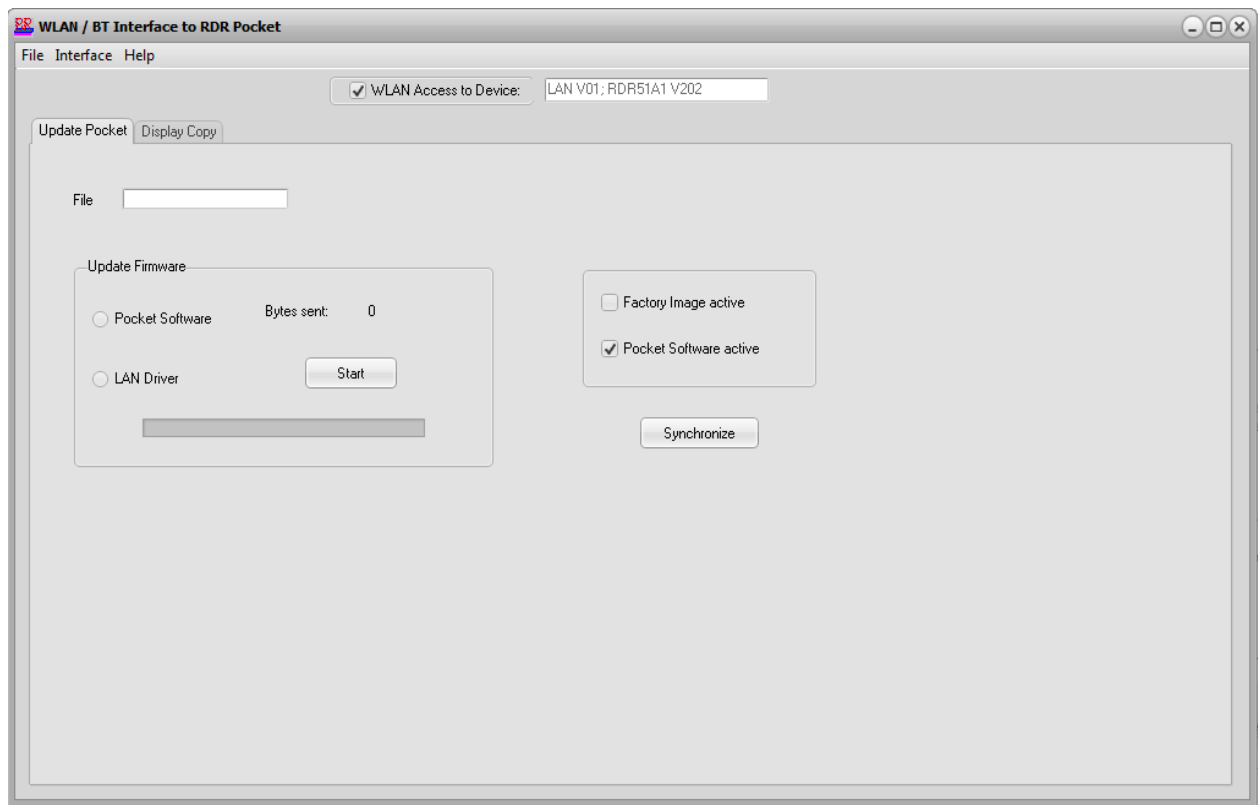 WLAN / BT Interface to RDR Pocket
File Interface Help
WLAN Access to Device: LAN V01; RDR51A1 V202
Update Pocket Display Copy
File
Update Firmware
Pocket Software Bytes sent: 0
LAN Driver Start
Factory Image active
Pocket Software active
Synchronize